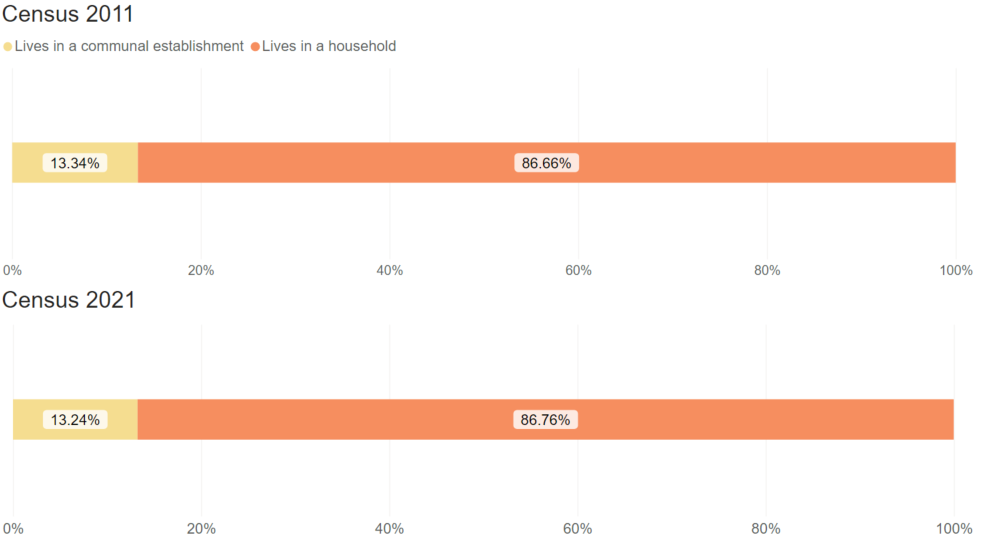 Census 2011
Lives in a communal establishment Lives in a household
13.34% 86.66%
0% 20% 40% 60% 80% 100%
Census 2021
13.24% 86.76%
0% 20% 40% 60% 80% 100%